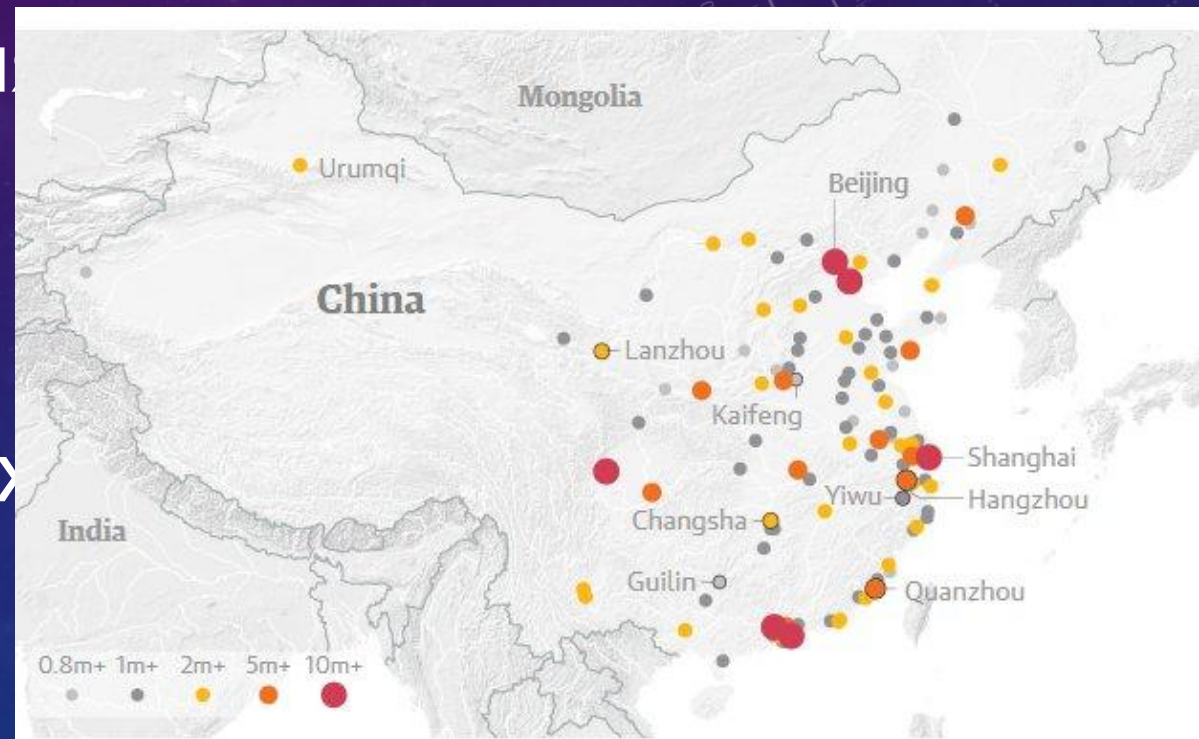 Mongolia
Urumqi
Beijing
China
Lanzhou
Kaifeng
Shanghai
Yiwu
Hangzhou
India
Changsha
Guilin
Quanzhou
0.8m+ 1m+ 2m+ 5m+ 10m+